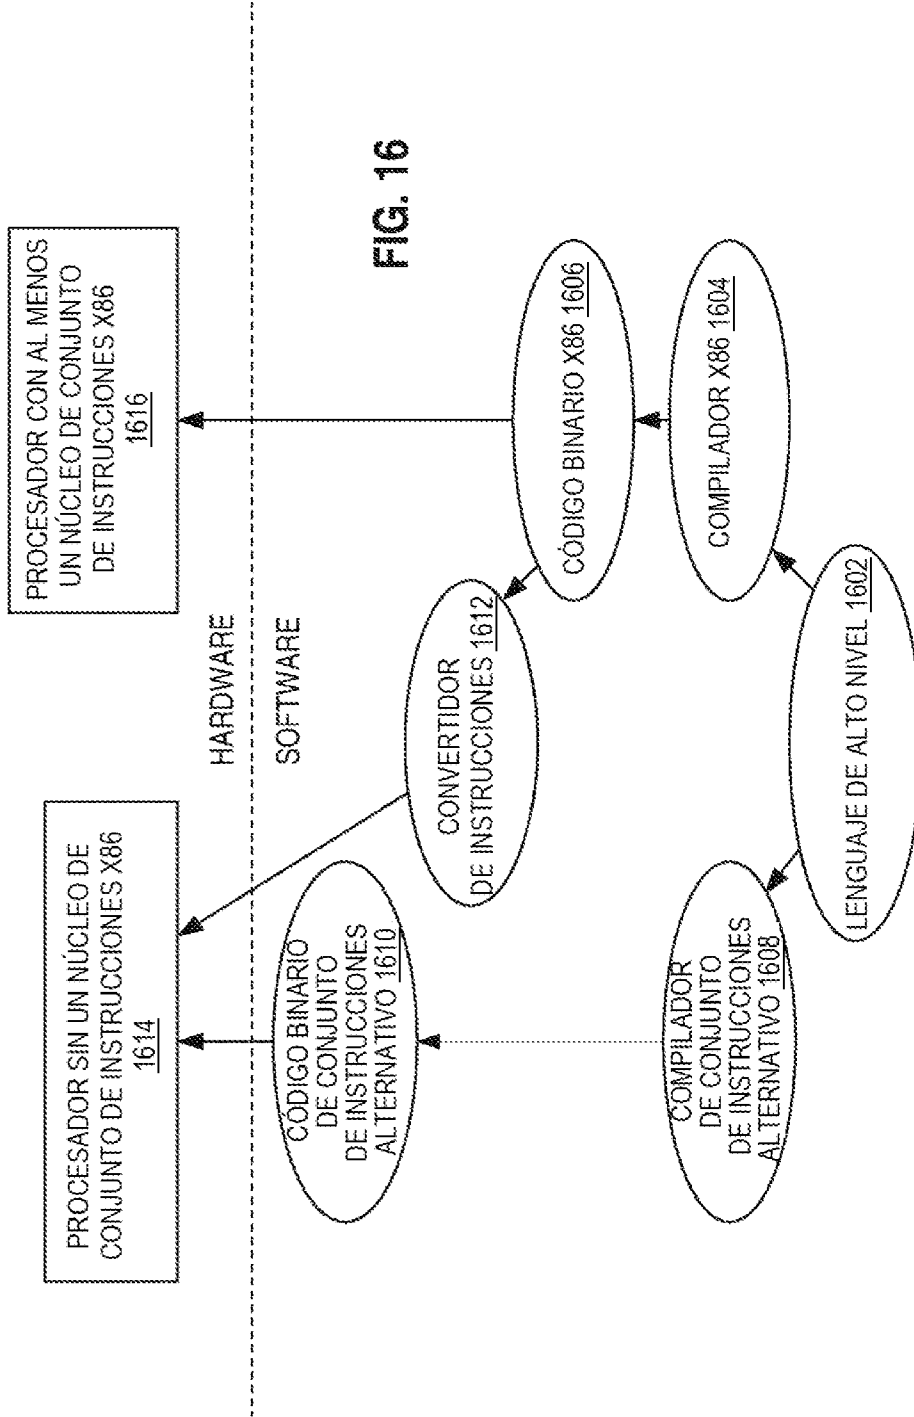 PROCESADOR SIN UN NÚCLEO DE
CONJUNTO DE INSTRUCCIONES X86
1614
PROCESADOR CON AL MENOS
UN NÚCLEO DE CONJUNTO
DE INSTRUCCIONES X86
1616
HARDWARE
SOFTWARE
CÓDIGO BINARIO
DE CONJUNTO
DE INSTRUCCIONES
ALTERNATIVO 1610
CONVERTIDOR
DE INSTRUCCIONES 1612
FIG. 16
CÓDIGO BINARIO X86 1606
COMPILADOR
DE CONJUNTO
DE INSTRUCCIONES
ALTERNATIVO 1608
COMPILADOR X86 1604
LENGUAJE DE ALTO NIVEL 1602